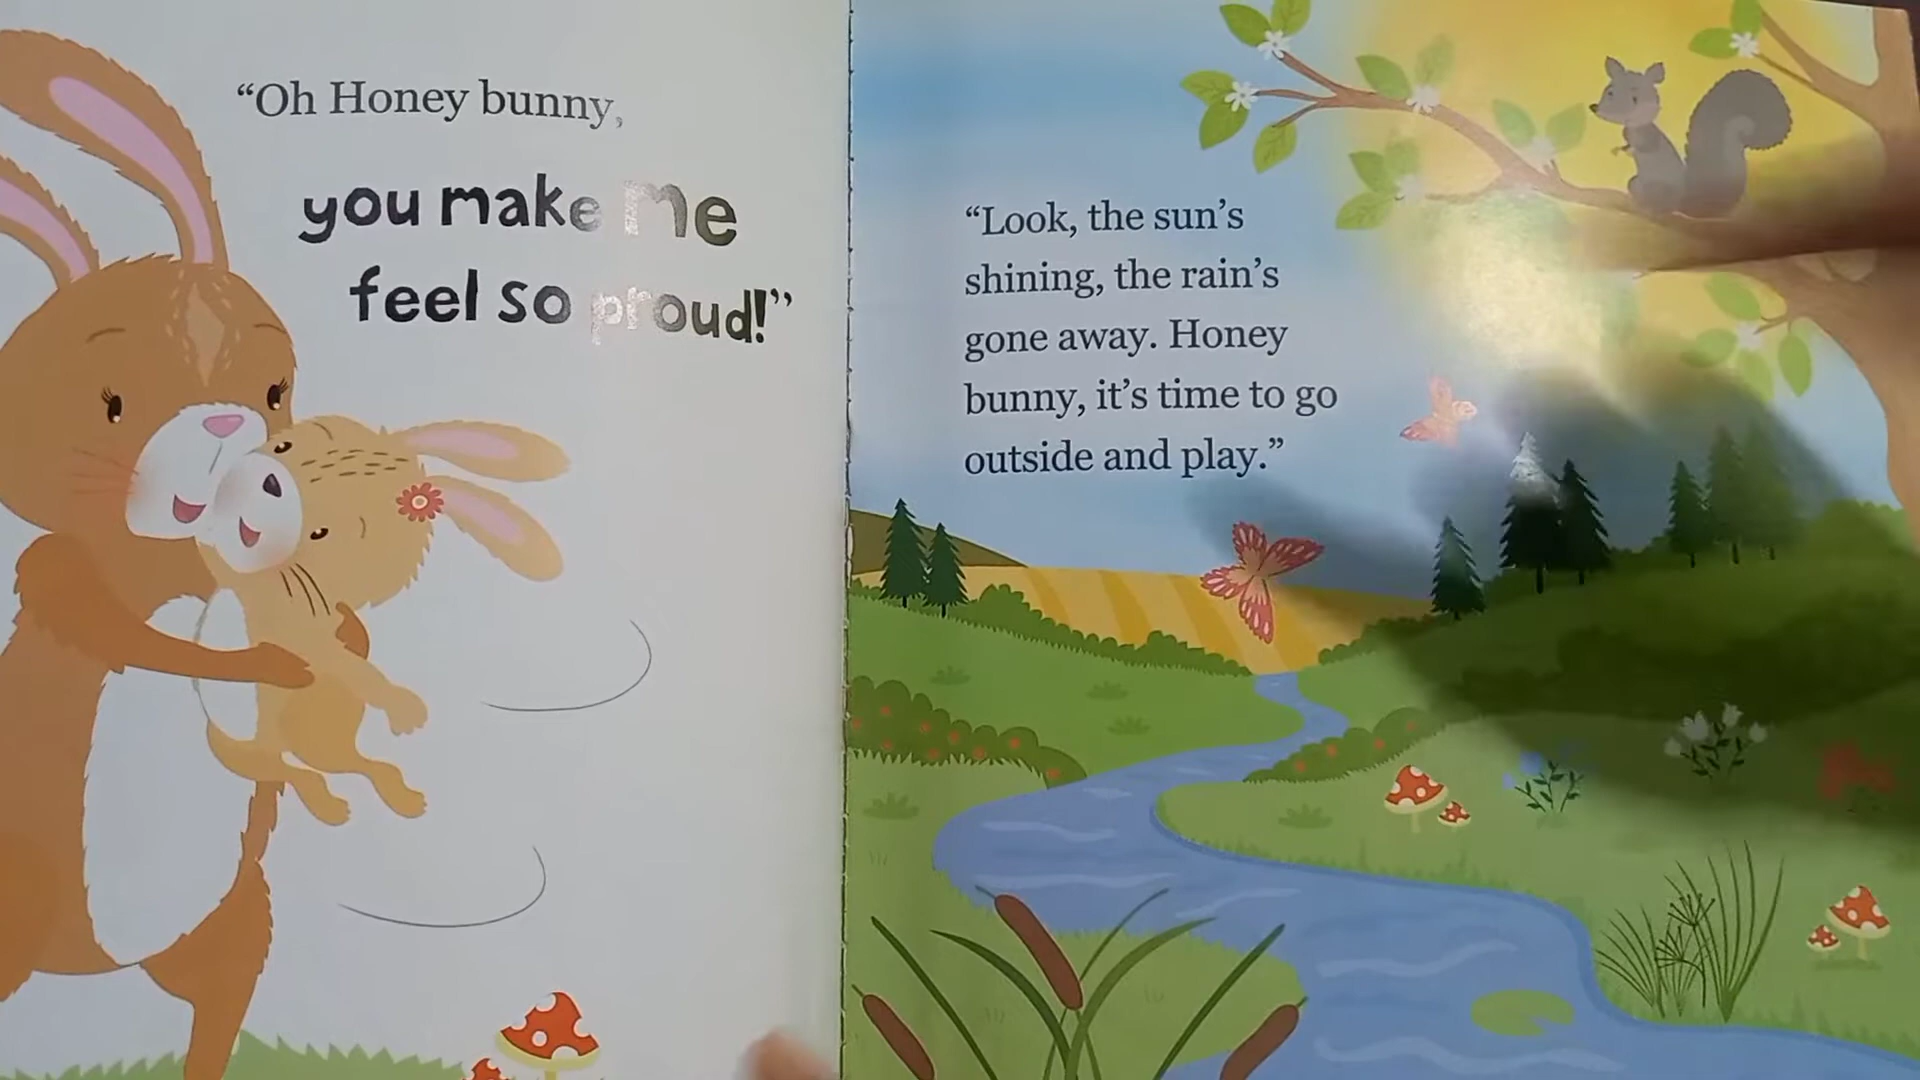 “Oh Honey bunny,
you make me
feel so proud!”
“Look, the sun’s
shining, the rain’s
gone away. Honey
bunny, it’s time to go
outside and play.”